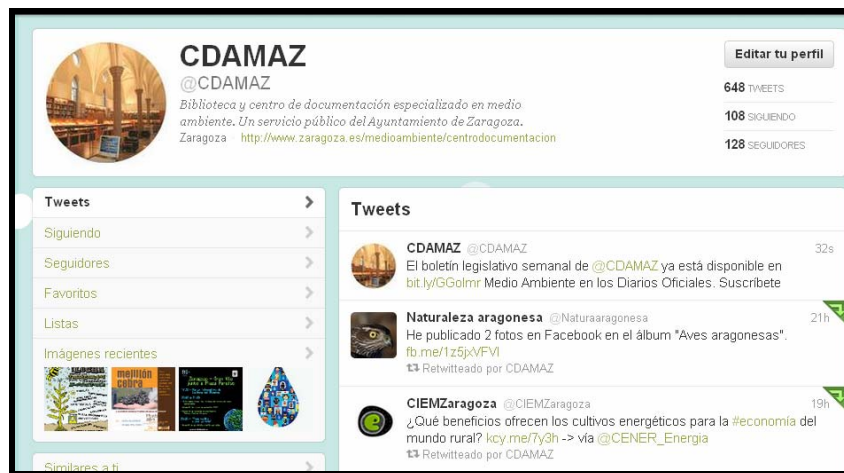 CDAMAZ
@CDAMAZ
Biblioteca y centro de documentación especializado en medio
ambiente. Un servicio público del Ayuntamiento de Zaragoza.
Zaragoza http://www.zaragoza.es/medioambiente/centrodocumentacion
Editar tu perfil
648 TWEETS
108 SIGUIENDO
128 SEGUIDORES
Tweets
Siguiendo
Seguidores
Favoritos
Listas
Imágenes recientes
mejillón
cebra
Similares a ti
Tweets
CDAMAZ @CDAMAZ 32s
El boletín legislativo semanal de @CDAMAZ ya está disponible en
bit.ly/GGolmr Medio Ambiente en los Diarios Oficiales. Suscríbete
Naturaleza aragonesa @Naturaaragonesa 21h
He publicado 2 fotos en Facebook en el álbum "Aves aragonesas".
fb.me/1z5jxVFVl
Retwitteado por CDAMAZ
CIEMZaragoza @CIEMZaragoza 19h
¿Qué beneficios ofrecen los cultivos energéticos para la #economía del
mundo rural? kcy.me/7y3h -> vía @CENER_Energia
Retwitteado por CDAMAZ